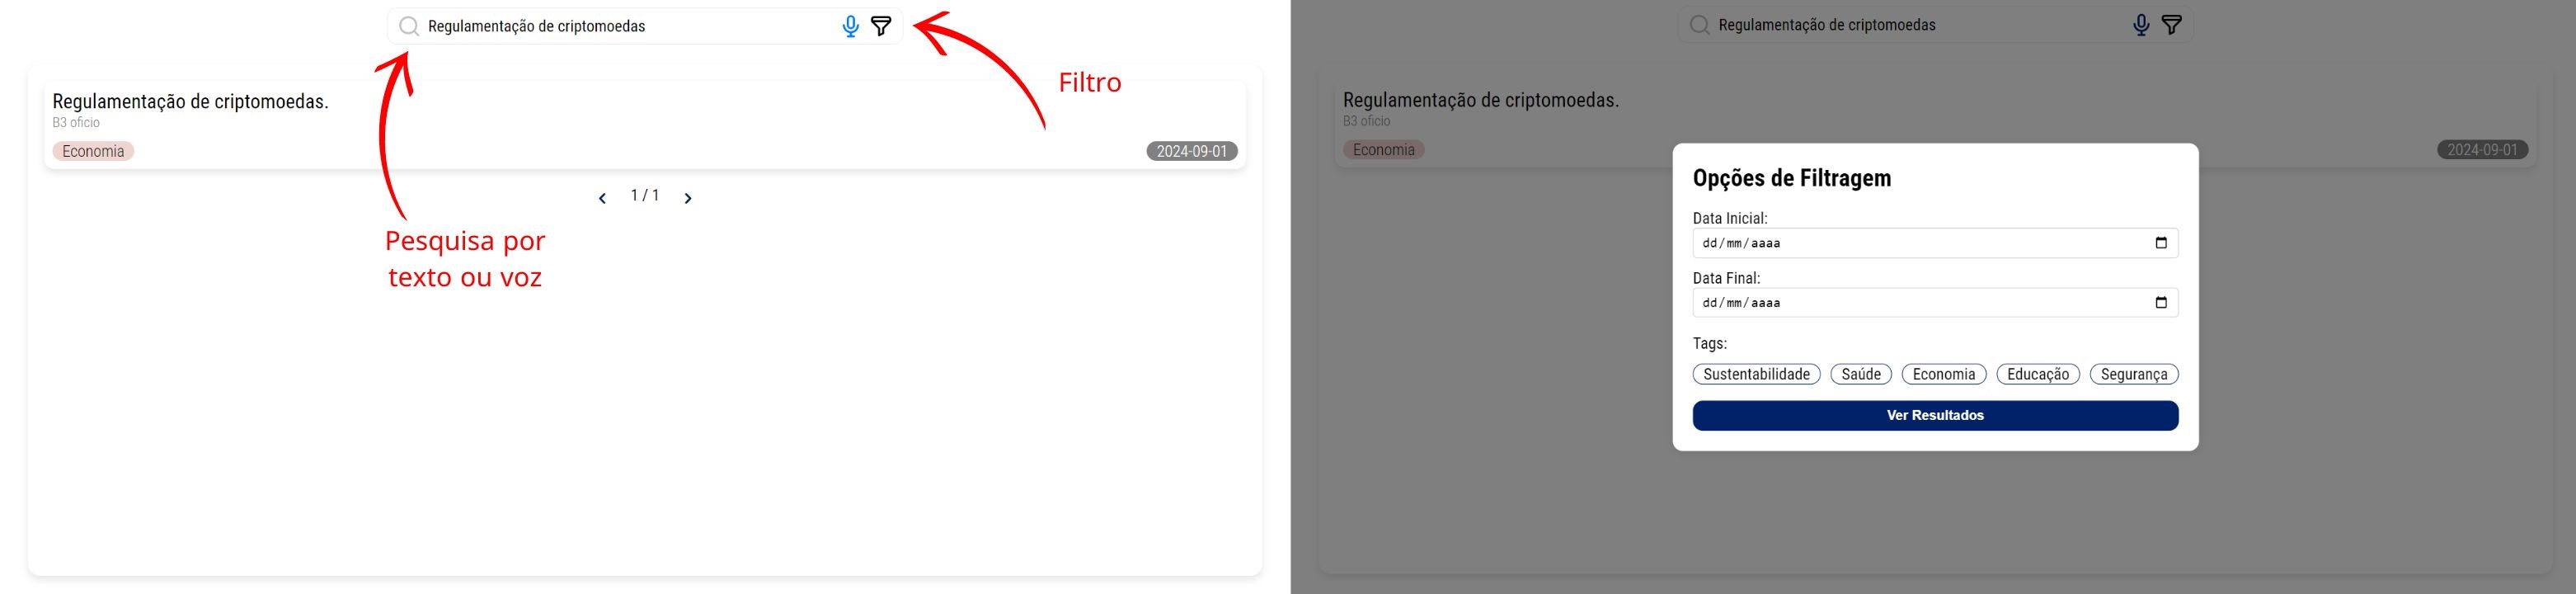 Regulamentação de criptomoedas
Filtro
Regulamentação de criptomoedas.
B3 oficio
Economia
2024-09-01
1 / 1
Pesquisa por
texto ou voz
Regulamentação de criptomoedas
Regulamentação de criptomoedas.
B3 oficio
Economia
2024-09-01
Opções de Filtragem
Data Inicial:
dd/mm/aaaa
Data Final:
dd/mm/aaaa
Tags:
Sustentabilidade Saúde Economia Educação Segurança
Ver Resultados